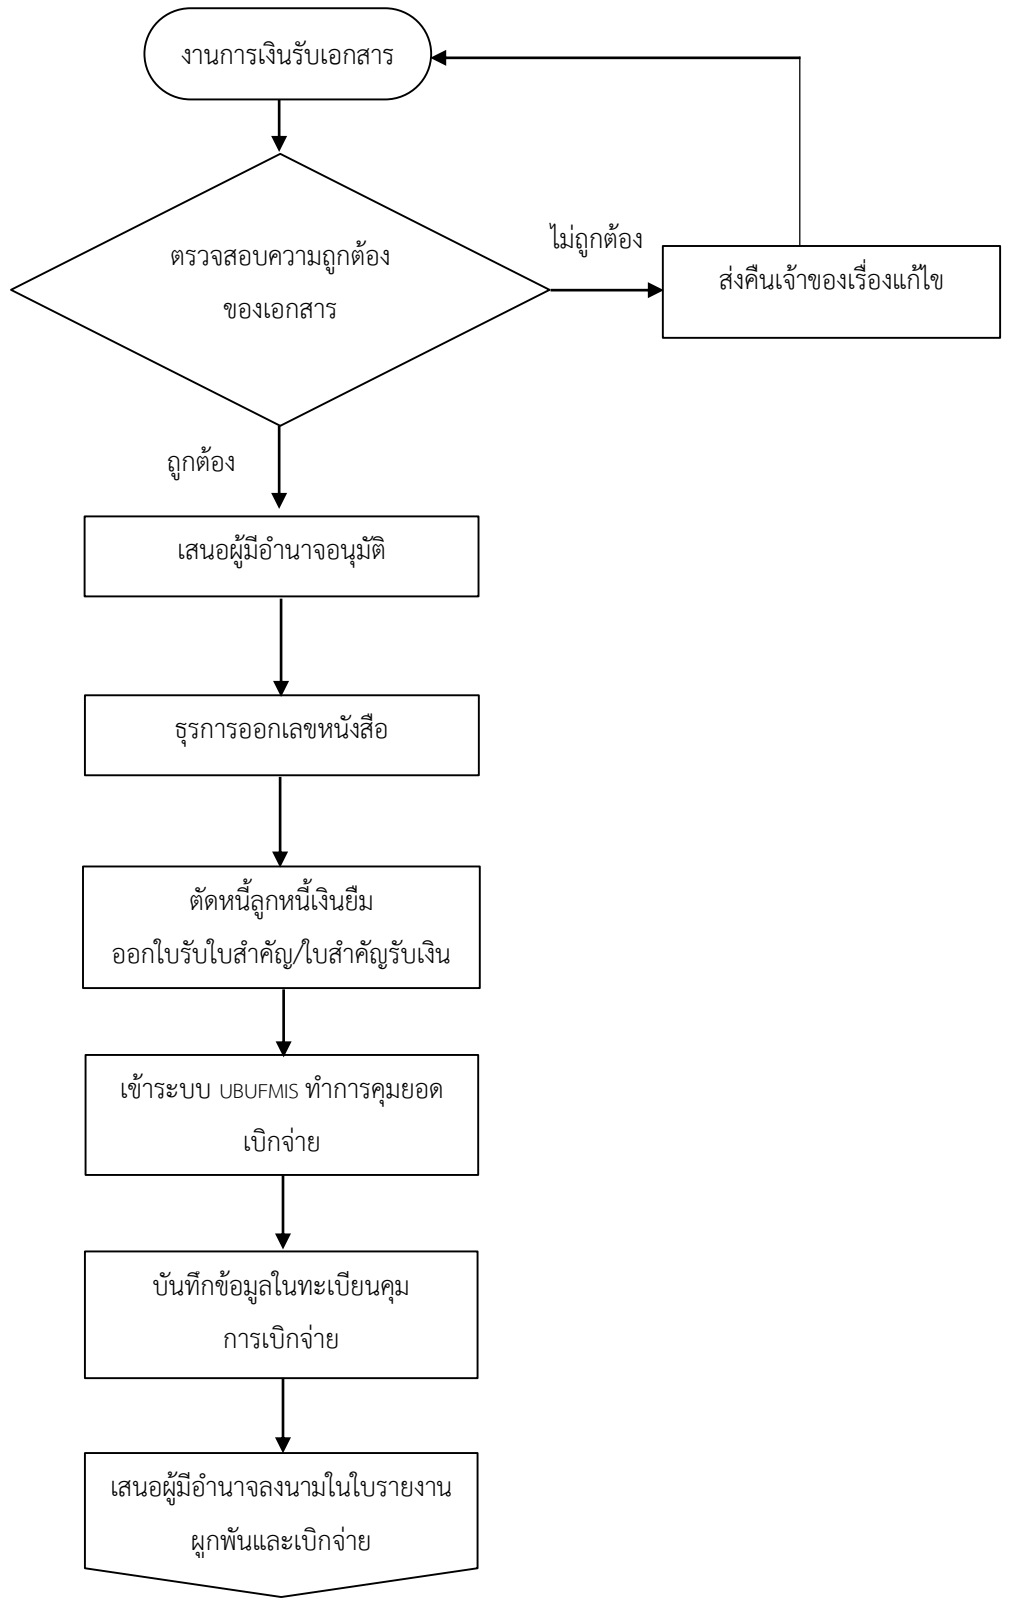 งานการเงินรับเอกสาร
ตรวจสอบความถูกต้อง
ของเอกสาร
ไม่ถูกต้อง
ส่งคืนเจ้าของเรื่องแก้ไข
ถูกต้อง
เสนอผู้มีอำนาจอนุมัติ
ธุรการออกเลขหนังสือ
ตัดหนี้ลูกหนี้เงินยืม
ออกใบรับใบสำคัญ/ใบสำคัญรับเงิน
เข้าระบบ UBUFMIS ทำการคุมยอด
เบิกจ่าย
บันทึกข้อมูลในทะเบียนคุม
การเบิกจ่าย
เสนอผู้มีอำนาจลงนามในใบรายงาน
ผูกพันและเบิกจ่าย